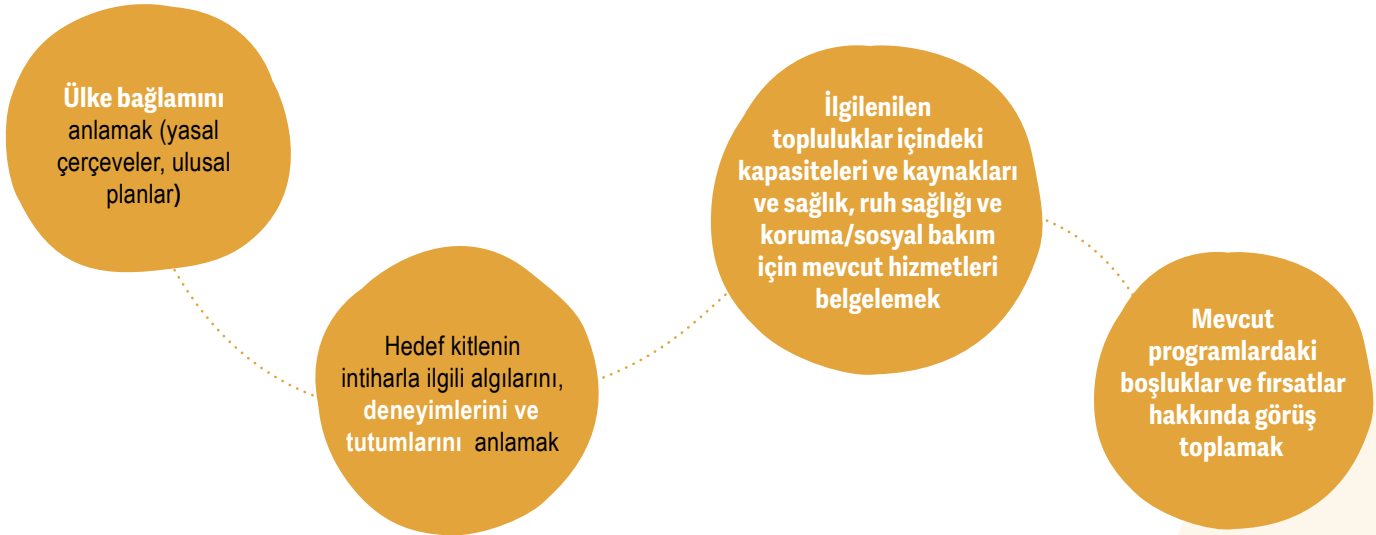 Ülke bağlamını
anlamak (yasal
çerçeveler, ulusal
planlar)
Hedef kitlenin
intiharla ilgili algılarını,
deneyimlerini ve
tutumlarını anlamak
İlgilenilen
topluluklar içindeki
kapasiteleri ve kaynakları
ve sağlık, ruh sağlığı ve
koruma/sosyal bakım
için mevcut hizmetleri
belgelemek
Mevcut
programlardaki
boşluklar ve fırsatlar
hakkında görüş
toplamak